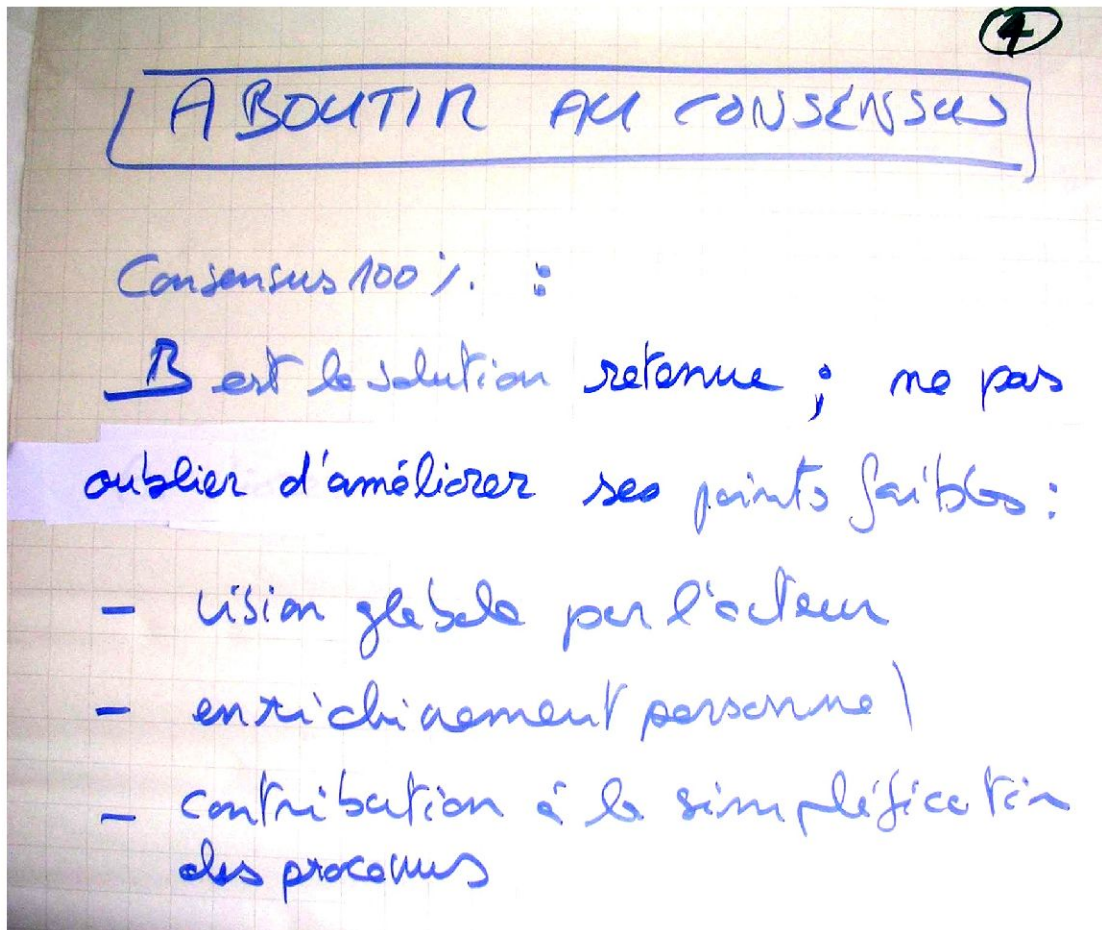 4
ABOUTIR AU CONSENSUS
Consensus 100% :
B est la solution retenue ; ne pas
oublier d'améliorer ses points faibles :
- vision globale par l'acteur
- enrichissement personnel
- contribution à la simplification
des processus